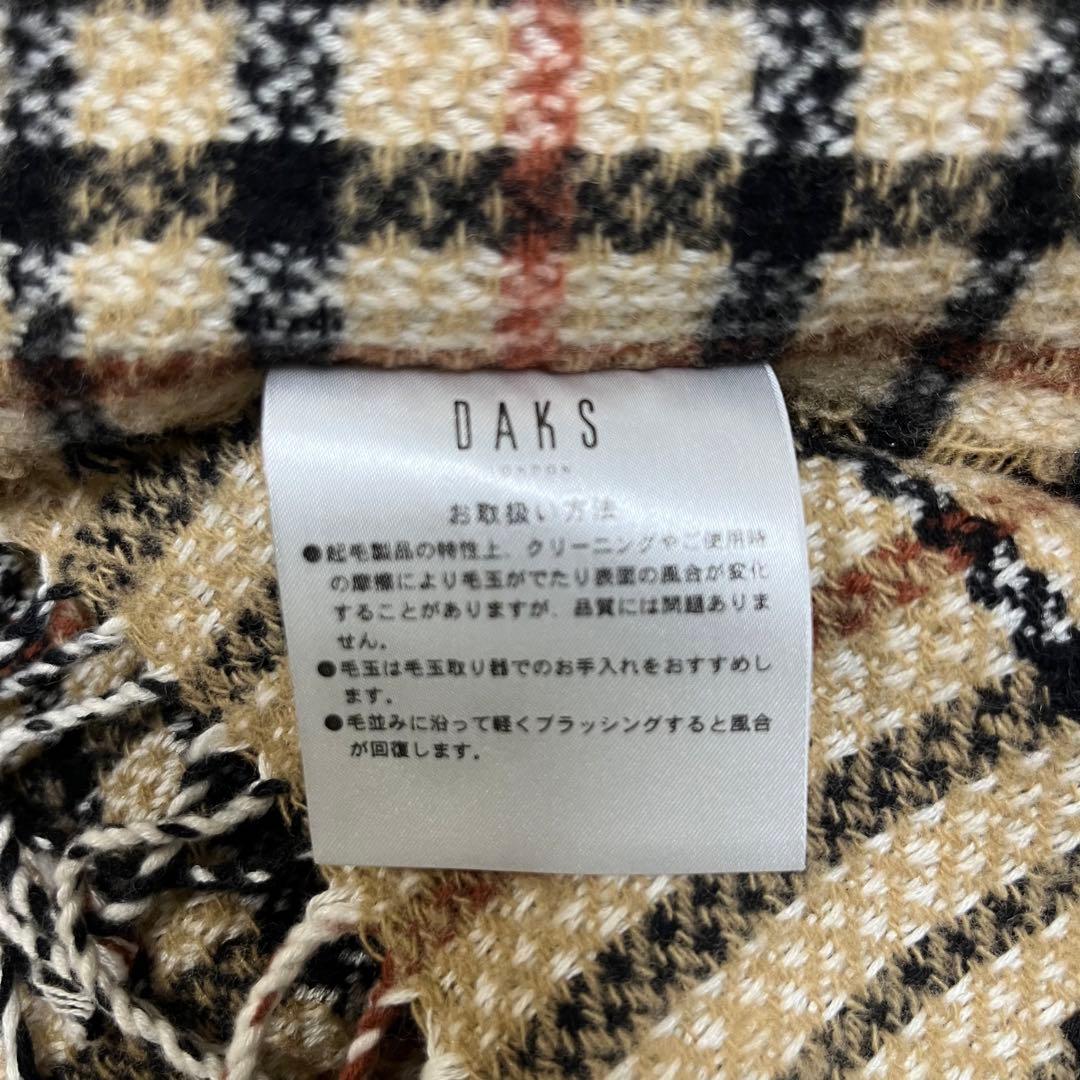 DAKS
LONDON
お取扱い方法
●起毛製品の特性上、クリーニングやご使用時
の摩擦により毛玉がでたり表面の風合が変化
することがありますが、品質には問題ありま
せん。
●毛玉は毛玉取り器でのお手入れをおすすめし
ます。
●毛並みに沿って軽くブラッシングすると風合
が回復します。